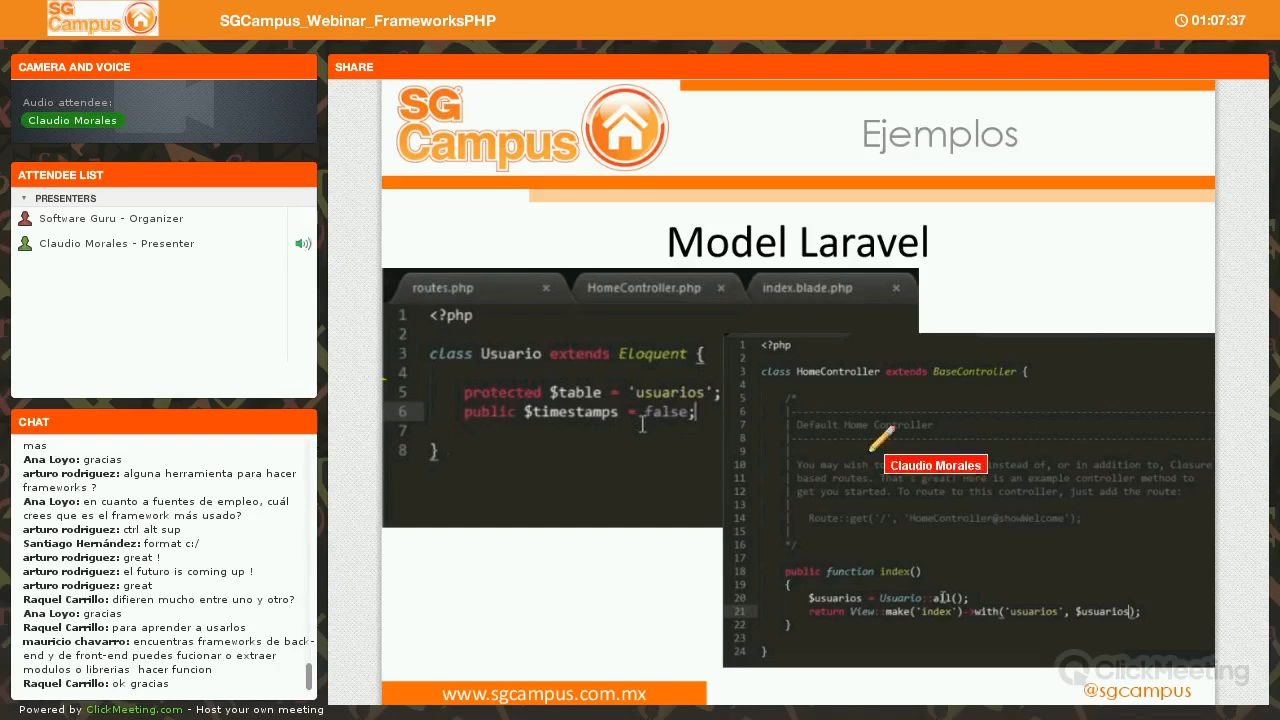 SG
Campus
SGCampus_Webinar_FrameworksPHP
01:07:37
CAMERA AND VOICE
Audio attendee:
Claudio Morales
ATTENDEE LIST
PRESENTERS
Software Guru - Organizer
Claudio Morales - Presenter
CHAT
mas
Ana Loyo: gracias
arturo rodriguez: alguna herramienta para hacer
frameworks ?
Ana Loyo: en cuanto a fuentes de empleo, cuál
creas que es el framework más usado?
arturo rodriguez: ctrl alt sup
Santiago Hernández: format c:/
arturo rodriguez: great !
arturo rodriguez: el futuro is coming up !
arturo rodriguez: great
Raquel Carrillo: difieren mucho entre uno y otro?
Ana Loyo: gracias
Raquel Carrillo: para aprender a usarlos
mauricio chavarro: encuentras frameworks de back-
end y de front-end puedes fucionar o extraer
modulos o librerias hacer funcion
Raquel Carrillo: ok gracias
Powered by ClickMeeting.com - Host your own meeting
SHARE
SG
Campus
Ejemplos
Model Laravel
routes.php
HomeController.php
index.blade.php
1 <?php
2
3 class Usuario extends Eloquent {
4
5 protected $table = 'usuarios';
6 public $timestamps = false;
7
8 }
1 <?php
2
3 class HomeController extends BaseController {
4
5 /*
6 |--------------------------------------------------
7 | Default Home Controller
8 |--------------------------------------------------
9 |
10 | You may wish to instead of, or in addition to, Closure
11 | based routes. That's great! Here is an example controller method to
12 | get you started. To route to this controller, just add the route:
13 |
14 | Route::get('/', 'HomeController@showWelcome');
15 |
16 */
17
18 public function index()
19 {
20 $usuarios = Usuario::all();
21 return View::make('index')->with('usuarios', $usuarios);
22 }
23
24 }
Claudio Morales
ClickMeeting
www.sgcampus.com.mx
@sgcampus